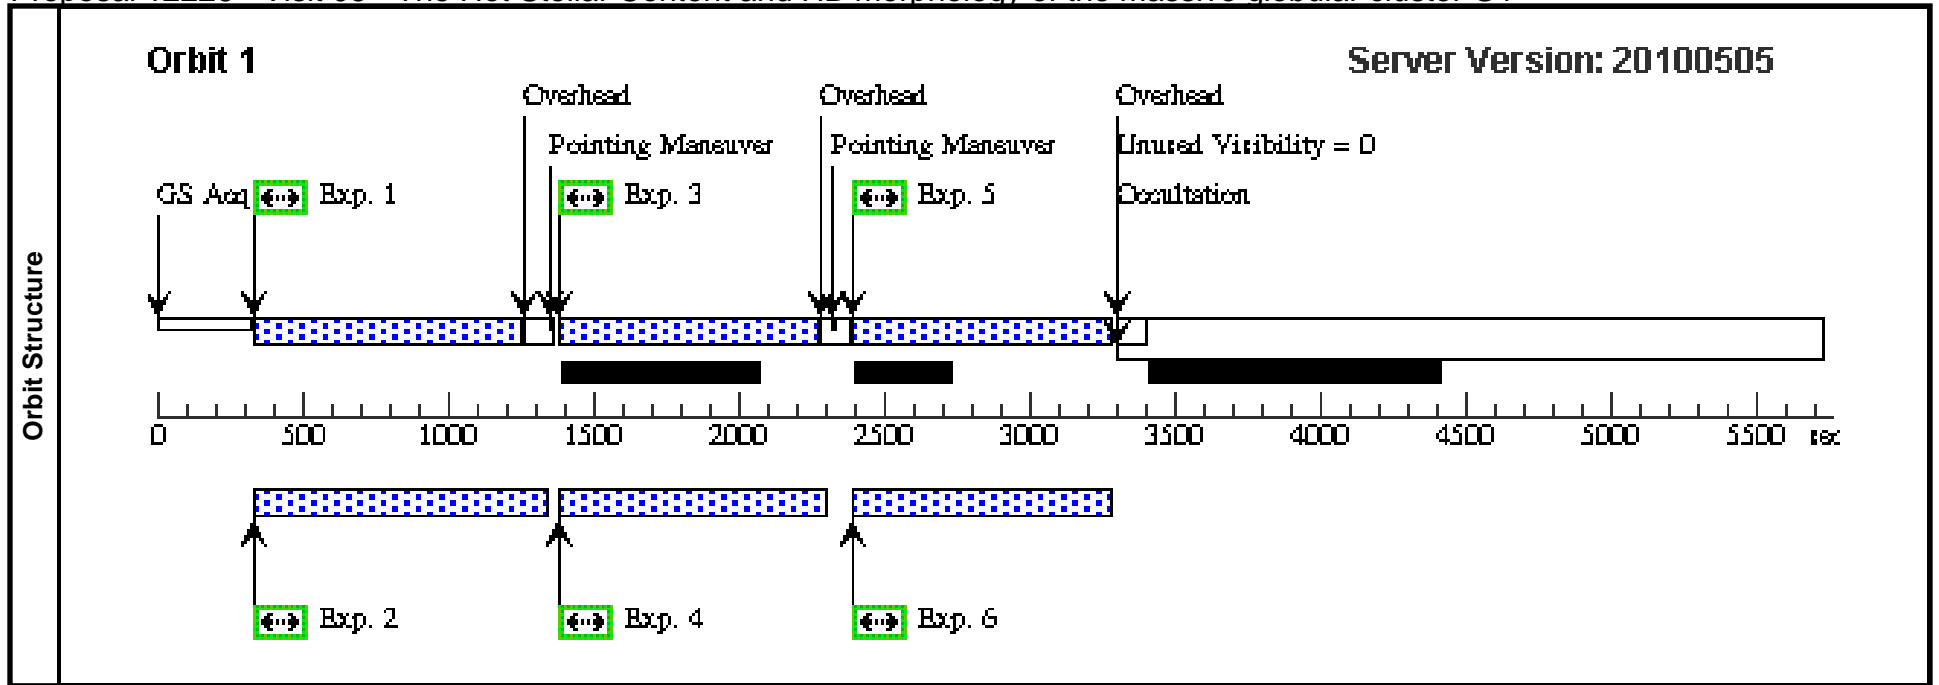 Orbit 1
Server Version: 20100505
Overhead
Overhead
Overhead
Pointing Maneuver
Pointing Maneuver
Unused Visibility = 0
GS Acq
Exp. 1
Exp. 3
Exp. 5
Occultation
Orbit Structure
0 500 1000 1500 2000 2500 3000 3500 4000 4500 5000 5500 sec
Exp. 2
Exp. 4
Exp. 6